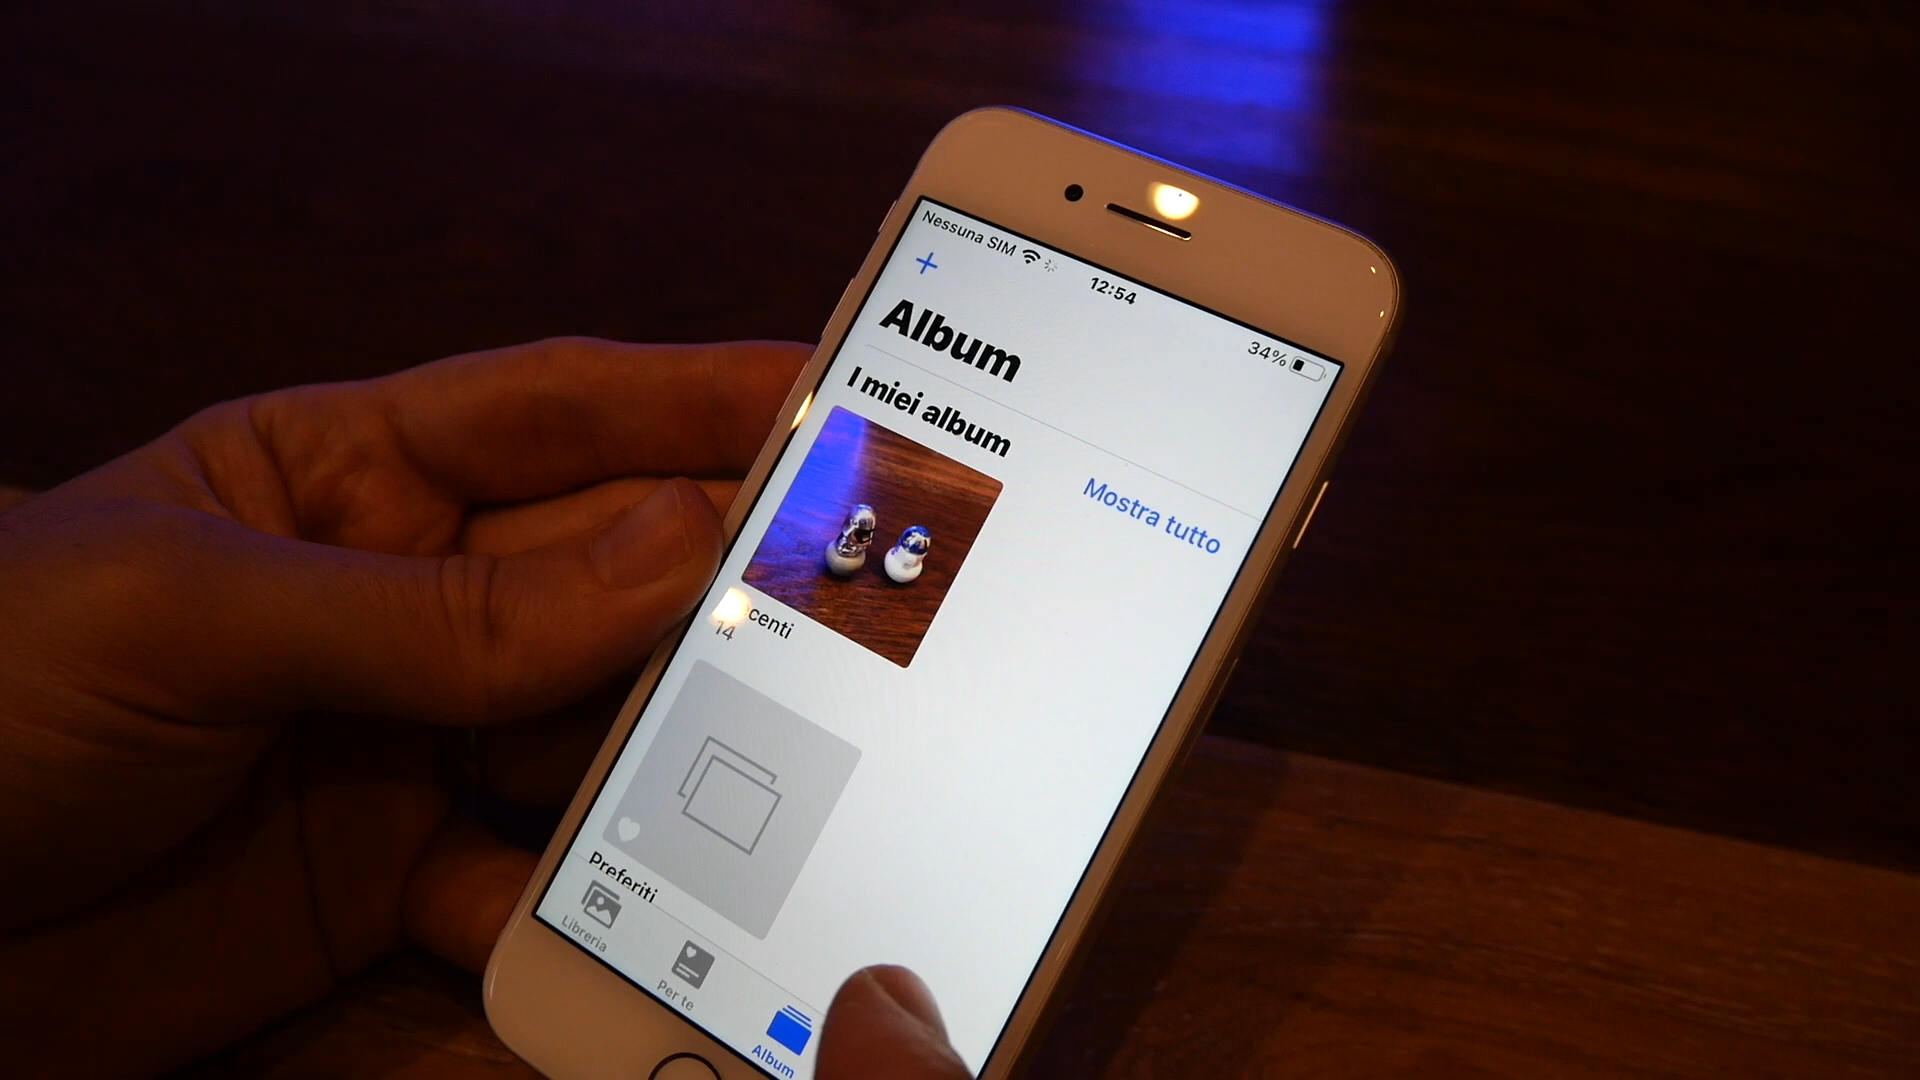 Nessuna SIM
12:54
34%
Album
I miei album
Mostra tutto
centi
14
Preferiti
Libreria
Per te
Album